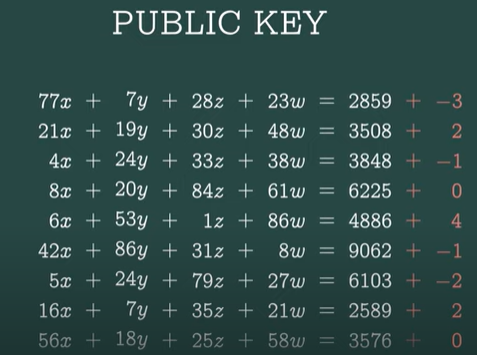 PUBLIC KEY
77x + 7y + 28z + 23w = 2859 + −3
21x + 19y + 30z + 48w = 3508 + 2
4x + 24y + 33z + 38w = 3848 + −1
8x + 20y + 84z + 61w = 6225 + 0
6x + 53y + 1z + 86w = 4886 + 4
42x + 86y + 31z + 8w = 9062 + −1
5x + 24y + 79z + 27w = 6103 + −2
16x + 7y + 35z + 21w = 2589 + 2
56x + 18y + 25z + 58w = 3576 + 0